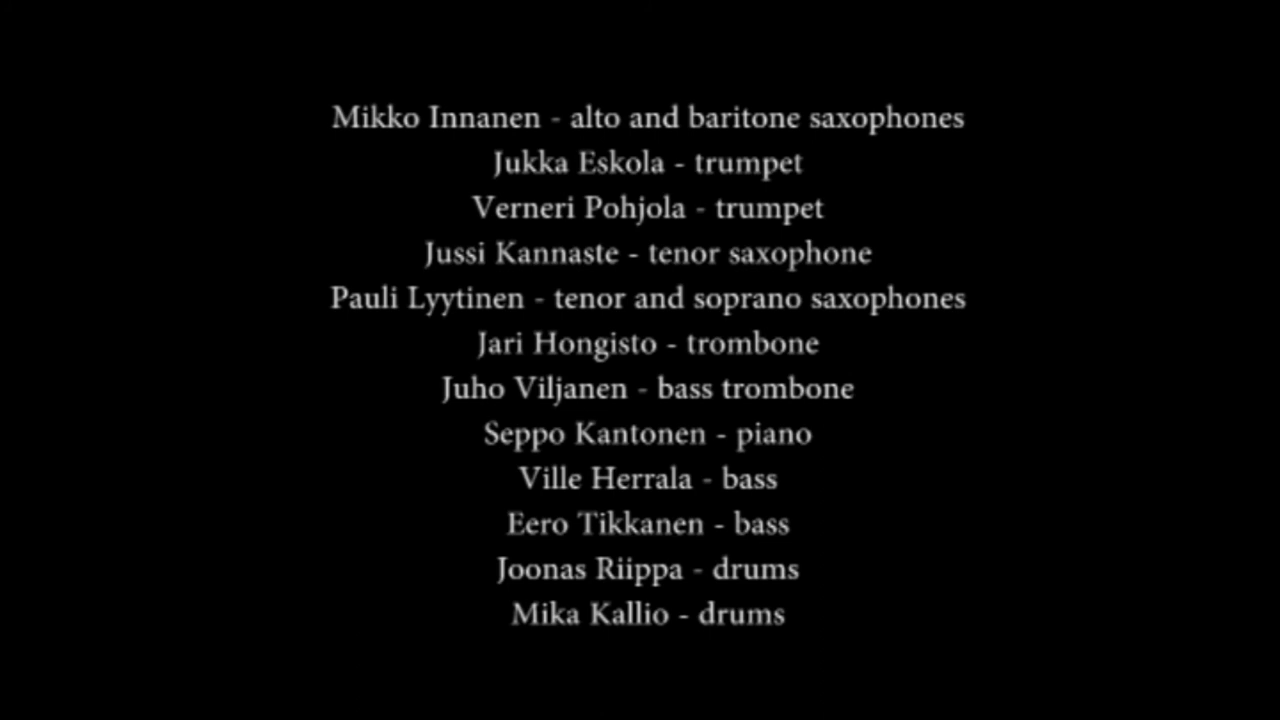 Mikko Innanen - alto and baritone saxophones
Jukka Eskola - trumpet
Verneri Pohjola - trumpet
Jussi Kannaste - tenor saxophone
Pauli Lyytinen - tenor and soprano saxophones
Jari Hongisto - trombone
Juho Viljanen - bass trombone
Seppo Kantonen - piano
Ville Herrala - bass
Eero Tikkanen - bass
Joonas Riippa - drums
Mika Kallio - drums